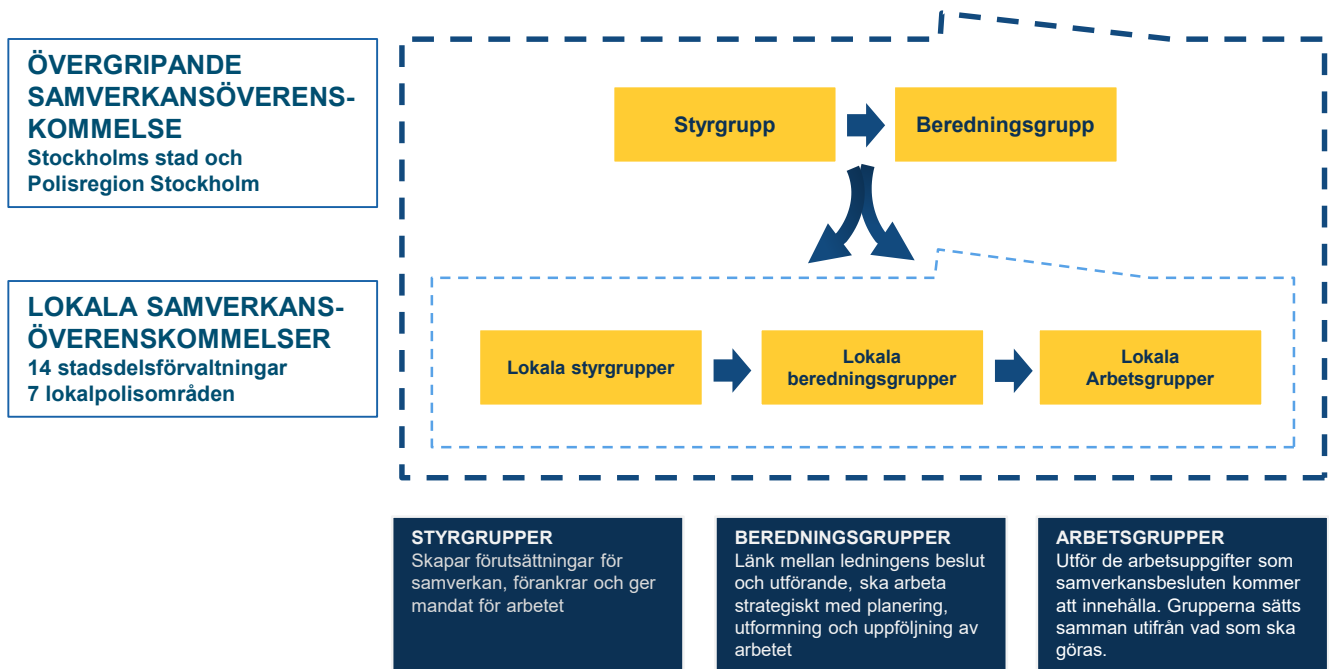 ÖVERGRIPANDE
SAMVERKANSÖVERENS-
KOMMELSE
Stockholms stad och
Polisregion Stockholm
Styrgrupp
Beredningsgrupp
LOKALA SAMVERKANS-
ÖVERENSKOMMELSER
14 stadsdelsförvaltningar
7 lokalpolisområden
Lokala styrgrupper
Lokala
beredningsgrupper
Lokala
Arbetsgrupper
STYRGRUPPER
Skapar förutsättningar för
samverkan, förankrar och ger
mandat för arbetet
BEREDNINGSGRUPPER
Länk mellan ledningens beslut
och utförande, ska arbeta
strategiskt med planering,
utformning och uppföljning av
arbetet
ARBETSGRUPPER
Utför de arbetsuppgifter som
samverkansbesluten kommer
att innehålla. Grupperna sätts
samman utifrån vad som ska
göras.